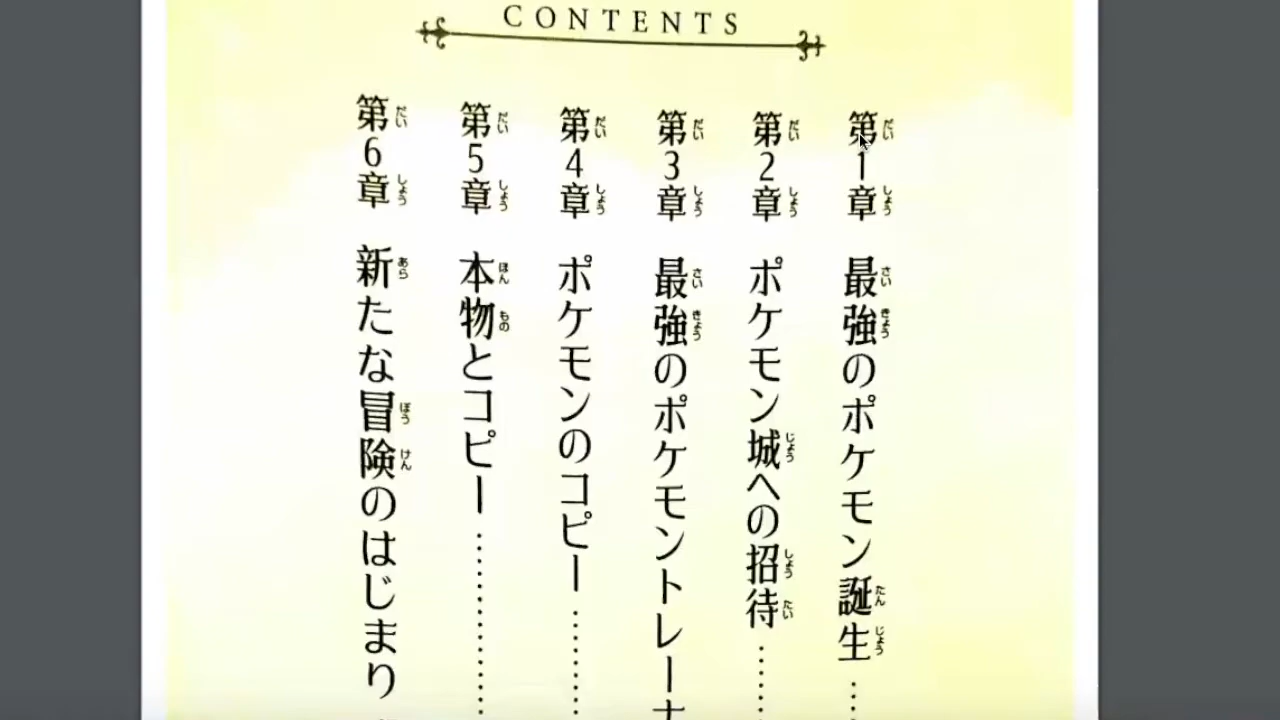 CONTENTS
第1章 最強のポケモン誕生……
第2章 ポケモン城への招待……
第3章 最強のポケモントレーナ
第4章 ポケモンのコピー……
第5章 本物とコピー……
第6章 新たな冒険のはじまり